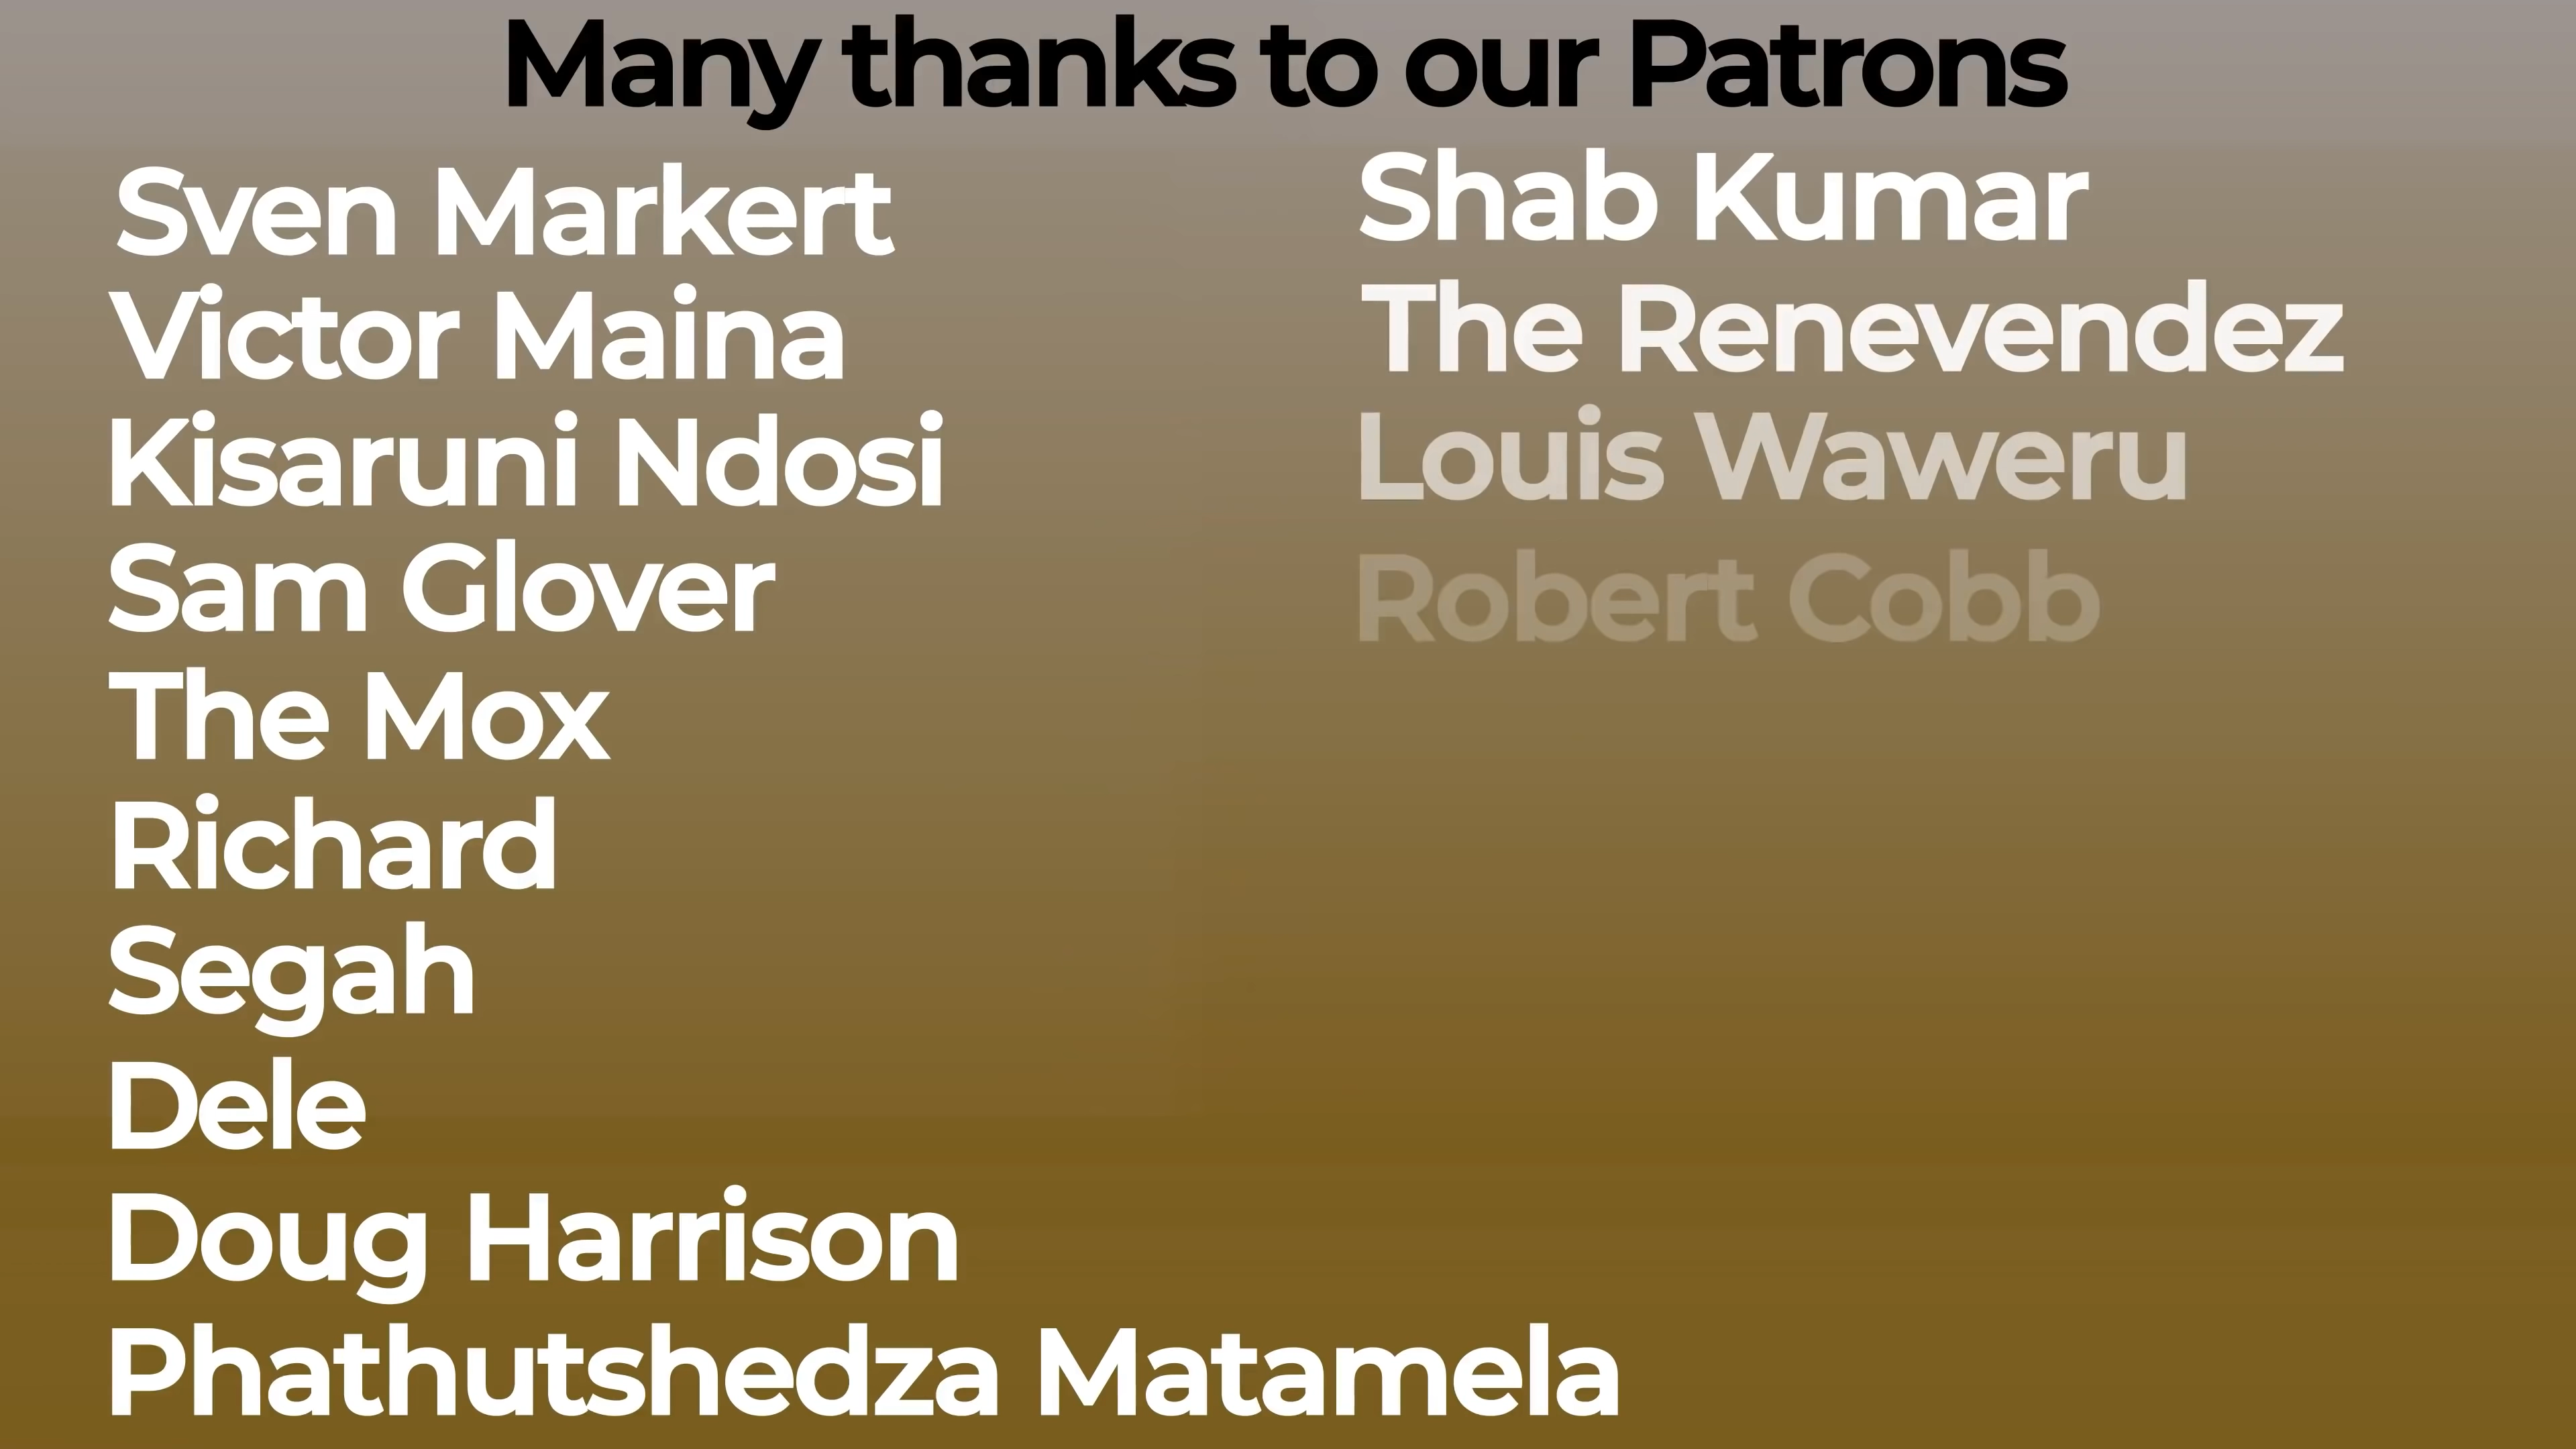 Many thanks to our Patrons
Sven Markert
Victor Maina
Kisaruni Ndosi
Sam Glover
The Mox
Richard
Segah
Dele
Doug Harrison
Phathutshedza Matamela
Shab Kumar
The Renevendez
Louis Waweru
Robert Cobb